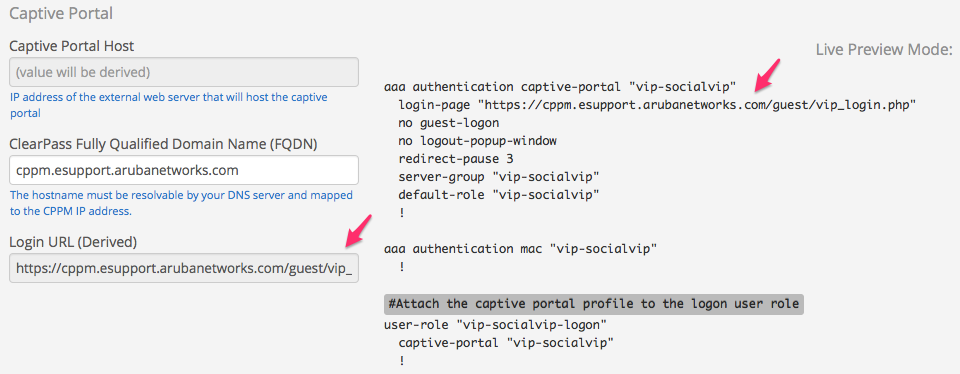 Captive Portal
Captive Portal Host
(value will be derived)
IP address of the external web server that will host the captive
portal
ClearPass Fully Qualified Domain Name (FQDN)
cppm.esupport.arubanetworks.com
The hostname must be resolvable by your DNS server and mapped
to the CPPM IP address.
Login URL (Derived)
https://cppm.esupport.arubanetworks.com/guest/vip_
Live Preview Mode:
aaa authentication captive-portal "vip-socialvip"
login-page "https://cppm.esupport.arubanetworks.com/guest/vip_login.php"
no guest-logon
no logout-popup-window
redirect-pause 3
server-group "vip-socialvip"
default-role "vip-socialvip"
!
aaa authentication mac "vip-socialvip"
!
#Attach the captive portal profile to the logon user role
user-role "vip-socialvip-logon"
captive-portal "vip-socialvip"
!